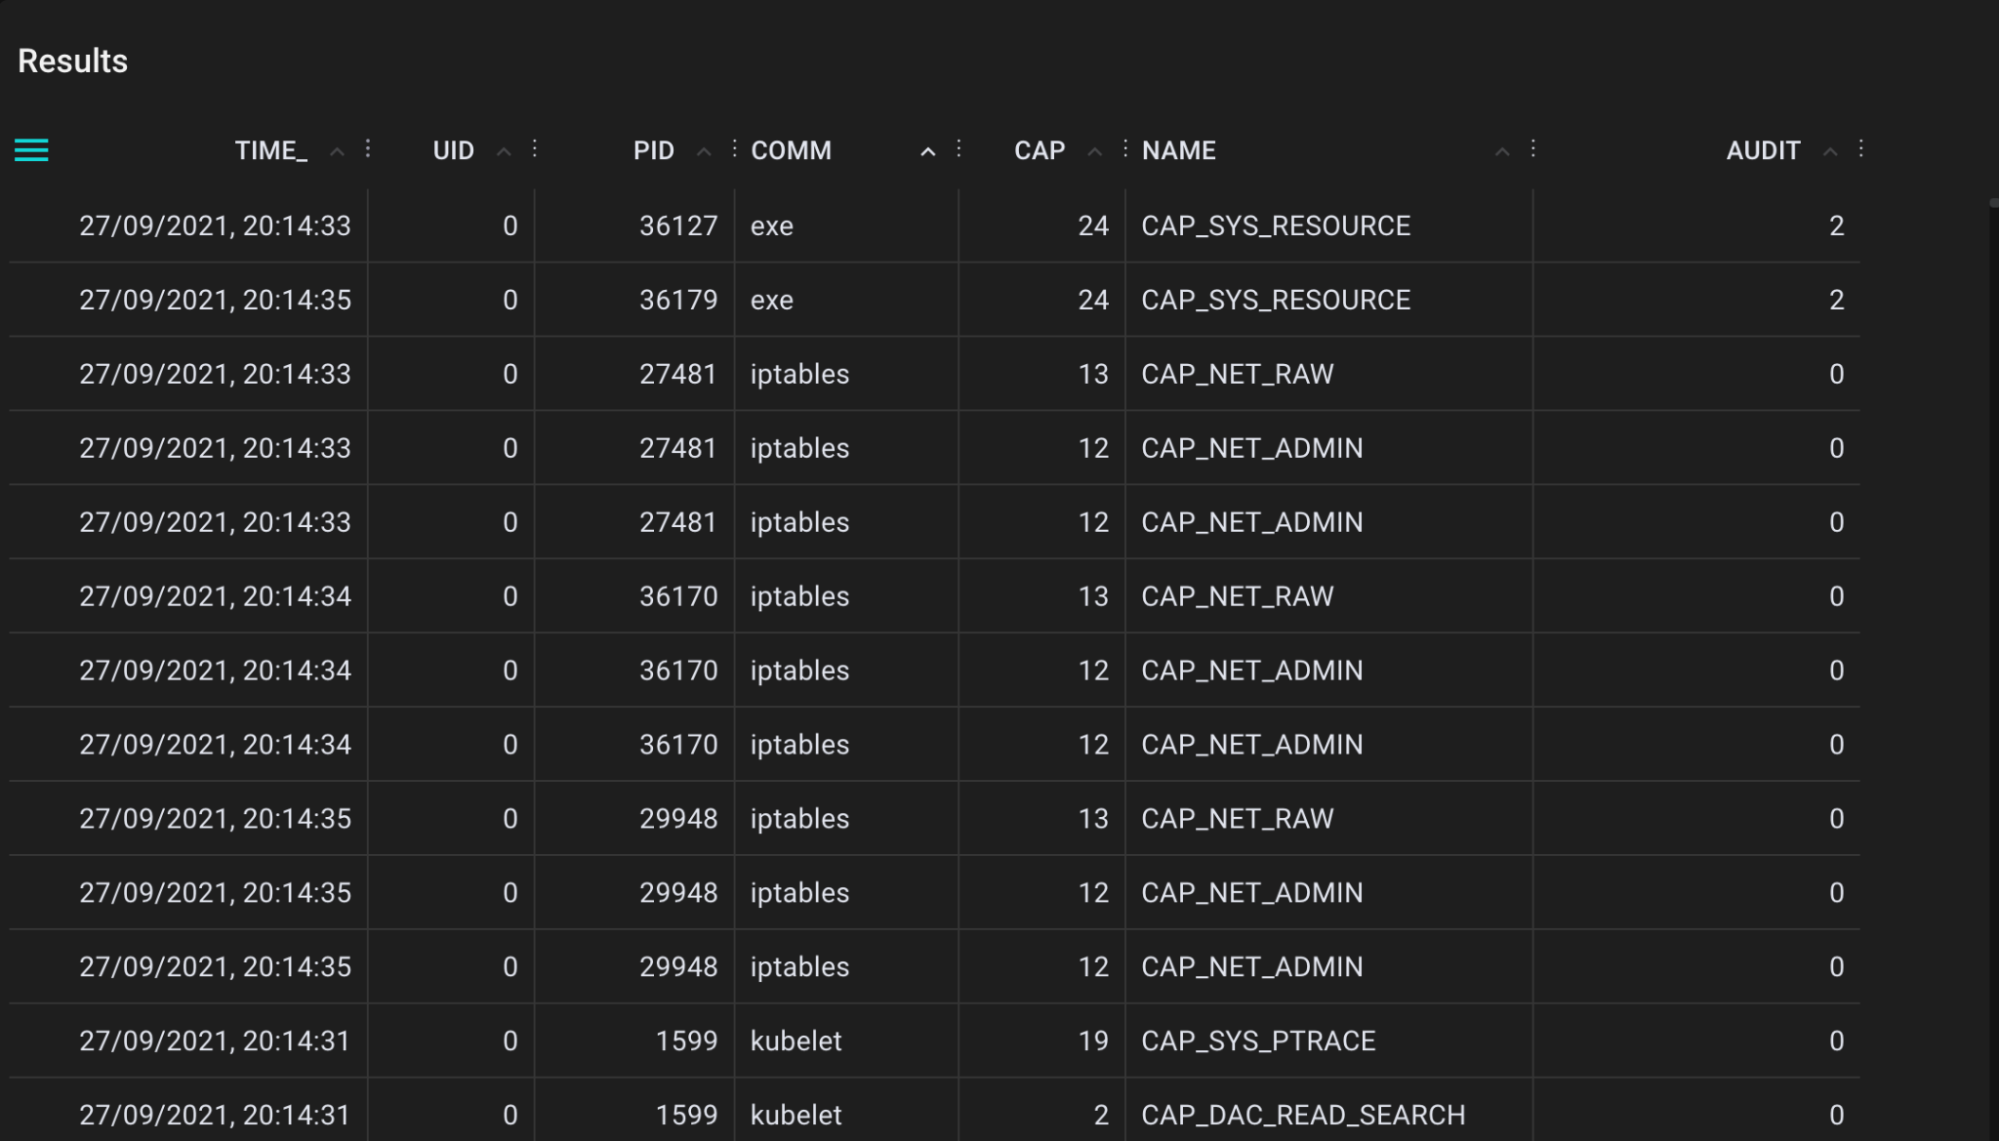 Results
TIME_ UID PID COMM CAP NAME AUDIT
27/09/2021, 20:14:33 0 36127 exe 24 CAP_SYS_RESOURCE 2
27/09/2021, 20:14:35 0 36179 exe 24 CAP_SYS_RESOURCE 2
27/09/2021, 20:14:33 0 27481 iptables 13 CAP_NET_RAW 0
27/09/2021, 20:14:33 0 27481 iptables 12 CAP_NET_ADMIN 0
27/09/2021, 20:14:33 0 27481 iptables 12 CAP_NET_ADMIN 0
27/09/2021, 20:14:34 0 36170 iptables 13 CAP_NET_RAW 0
27/09/2021, 20:14:34 0 36170 iptables 12 CAP_NET_ADMIN 0
27/09/2021, 20:14:34 0 36170 iptables 12 CAP_NET_ADMIN 0
27/09/2021, 20:14:35 0 29948 iptables 13 CAP_NET_RAW 0
27/09/2021, 20:14:35 0 29948 iptables 12 CAP_NET_ADMIN 0
27/09/2021, 20:14:35 0 29948 iptables 12 CAP_NET_ADMIN 0
27/09/2021, 20:14:31 0 1599 kubelet 19 CAP_SYS_PTRACE 0
27/09/2021, 20:14:31 0 1599 kubelet 2 CAP_DAC_READ_SEARCH 0